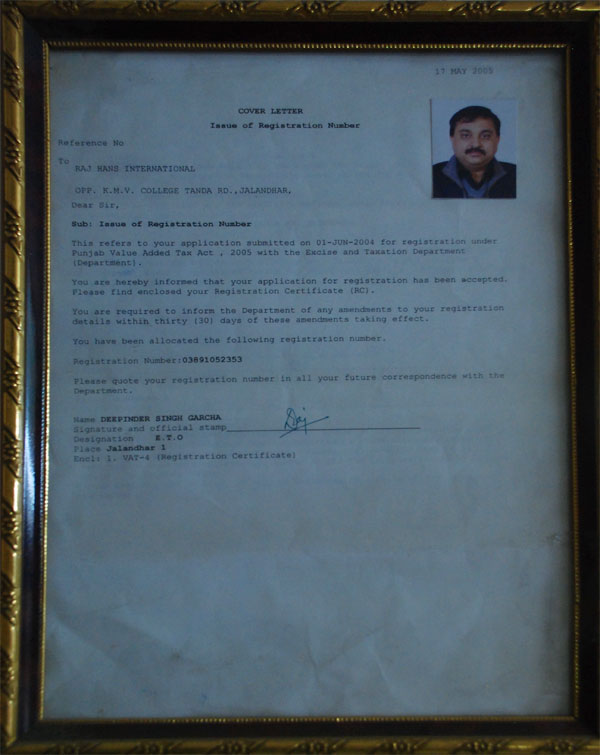 17 MAY 2005
COVER LETTER
Issue of Registration Number
Reference No
To
RAJ HANS INTERNATIONAL
OPP. K.M.V. COLLEGE TANDA RD.,JALANDHAR,
Dear Sir,
Sub: Issue of Registration Number
This refers to your application submitted on 01-JUN-2004 for registration under
Punjab Value Added Tax Act , 2005 with the Excise and Taxation Department
(Department).
You are hereby informed that your application for registration has been accepted.
Please find enclosed your Registration Certificate (RC).
You are required to inform the Department of any amendments to your registration
details within thirty (30) days of these amendments taking effect.
You have been allocated the following registration number.
Registration Number:03891052353
Please quote your registration number in all your future correspondence with the
Department.
Name DEEPINDER SINGH GARCHA
Signature and official stamp
Designation E.T.O
Place Jalandhar 1
Encl: 1. VAT-4 (Registration Certificate)